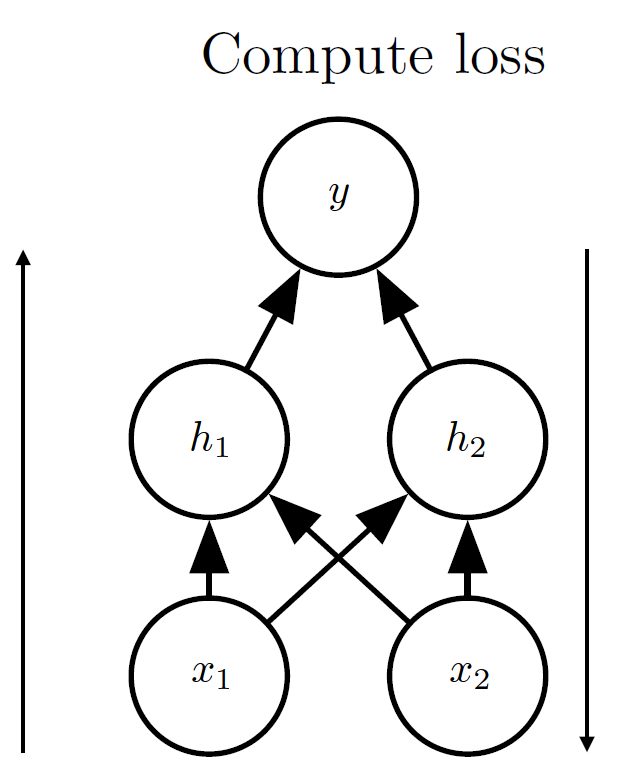 Compute loss
y
h₁ h₂
x₁ x₂